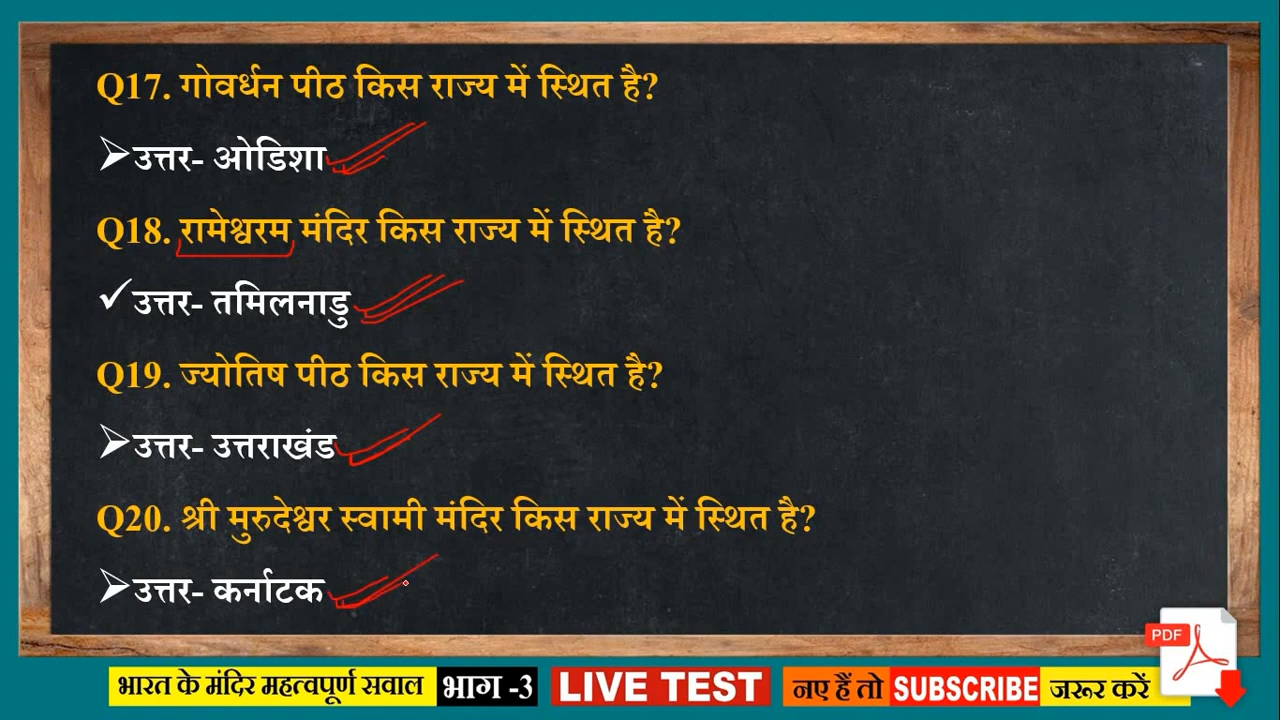 Q17. गोवर्धन पीठ किस राज्य में स्थित है?
उत्तर- ओडिशा
Q18. रामेश्वरम मंदिर किस राज्य में स्थित है?
उत्तर- तमिलनाडु
Q19. ज्योतिष पीठ किस राज्य में स्थित है?
उत्तर- उत्तराखंड
Q20. श्री मुरुदेश्वर स्वामी मंदिर किस राज्य में स्थित है?
उत्तर- कर्नाटक
PDF
भारत के मंदिर महत्वपूर्ण सवाल भाग -3 LIVE TEST नए हैं तो SUBSCRIBE जरूर करें